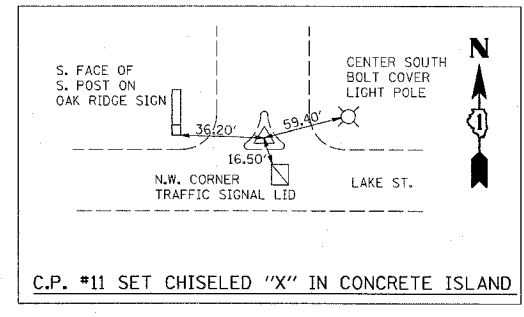 S. FACE OF
S. POST ON
OAK RIDGE SIGN
CENTER SOUTH
BOLT COVER
LIGHT POLE
N
36.20'
59.40'
16.50'
N.W. CORNER
TRAFFIC SIGNAL LID
LAKE ST.
1
C.P. #11 SET CHISELED "X" IN CONCRETE ISLAND